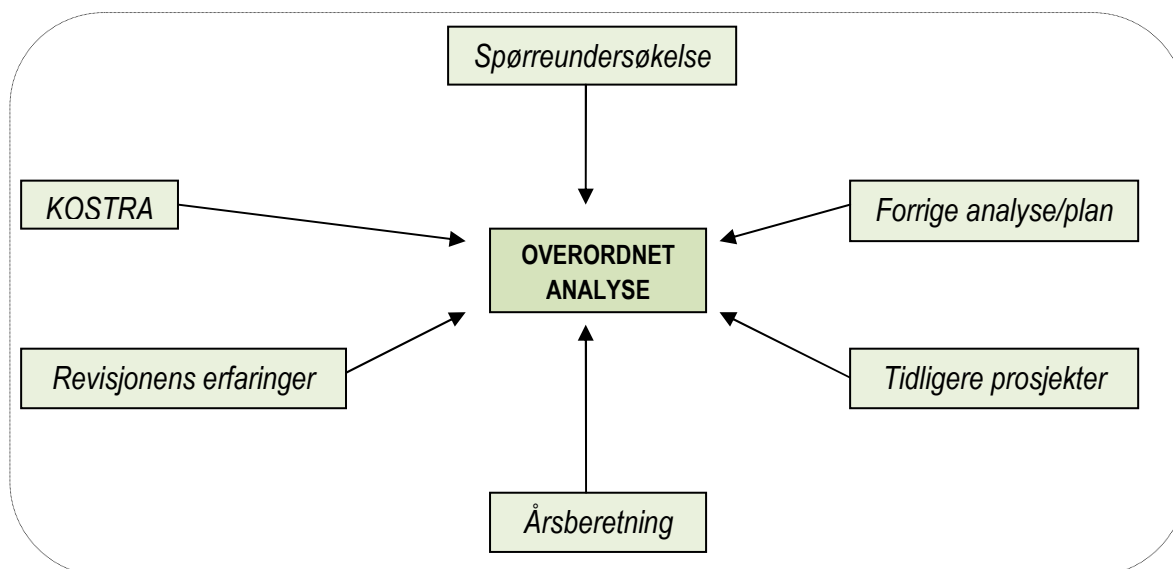 Spørreundersøkelse
KOSTRA
Forrige analyse/plan
OVERORDNET
ANALYSE
Revisjonens erfaringer
Tidligere prosjekter
Årsberetning